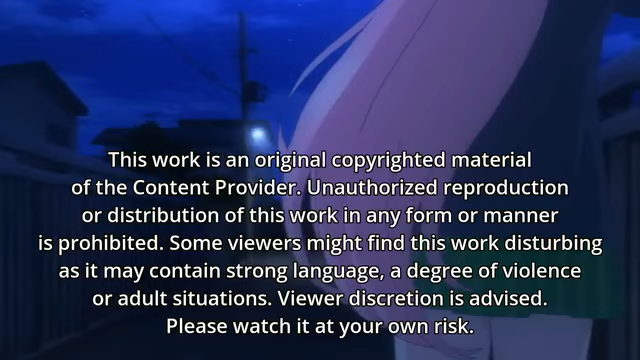 This work is an original copyrighted material
of the Content Provider. Unauthorized reproduction
or distribution of this work in any form or manner
is prohibited. Some viewers might find this work disturbing
as it may contain strong language, a degree of violence
or adult situations. Viewer discretion is advised.
Please watch it at your own risk.